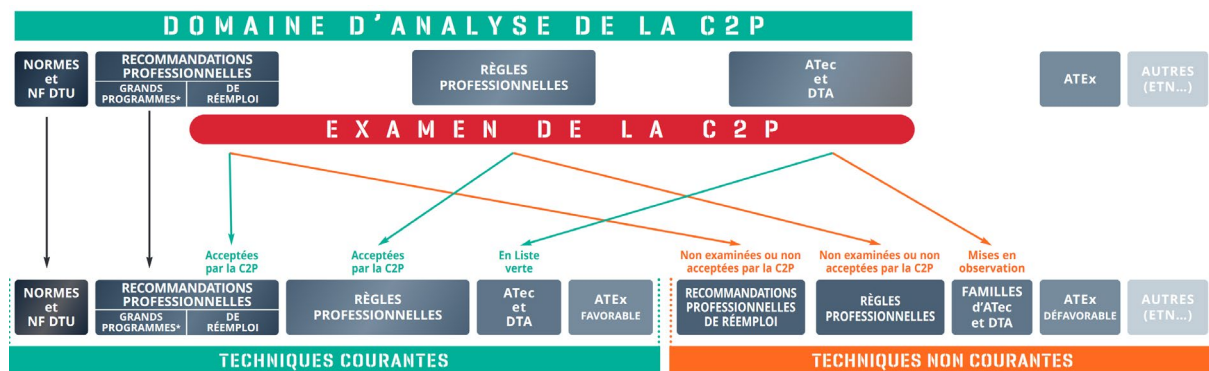 DOMAINE D'ANALYSE DE LA C2P
NORMES
et
NF DTU
RECOMMANDATIONS
PROFESSIONNELLES
GRANDS
PROGRAMMES*
DE
RÉEMPLOI
RÈGLES
PROFESSIONNELLES
ATec
et
DTA
ATEx
AUTRES
(ETN...)
EXAMEN DE LA C2P
Acceptées
par la C2P
Acceptées
par la C2P
En Liste
verte
Non examinées ou non
acceptées par la C2P
Non examinées ou non
acceptées par la C2P
Mises en
observation
NORMES
et
NF DTU
RECOMMANDATIONS
PROFESSIONNELLES
GRANDS
PROGRAMMES*
DE
RÉEMPLOI
RÈGLES
PROFESSIONNELLES
ATec
et
DTA
ATEx
FAVORABLE
RECOMMANDATIONS
PROFESSIONNELLES
DE RÉEMPLOI
RÈGLES
PROFESSIONNELLES
FAMILLES
d'ATec
et DTA
ATEx
DÉFAVORABLE
AUTRES
(ETN...)
TECHNIQUES COURANTES
TECHNIQUES NON COURANTES